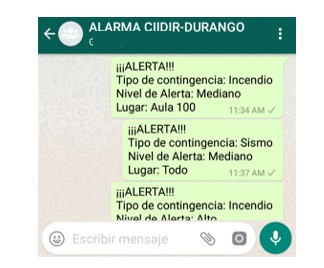 ALARMA CIIDIR-DURANGO
¡¡¡ALERTA!!!
Tipo de contingencia: Incendio
Nivel de Alerta: Mediano
Lugar: Aula 100
11:34 AM
¡¡¡ALERTA!!!
Tipo de contingencia: Sismo
Nivel de Alerta: Mediano
Lugar: Todo
11:37 AM
¡¡¡ALERTA!!!
Tipo de contingencia: Incendio
Nivel de Alerta: Alto
Escribir mensaje